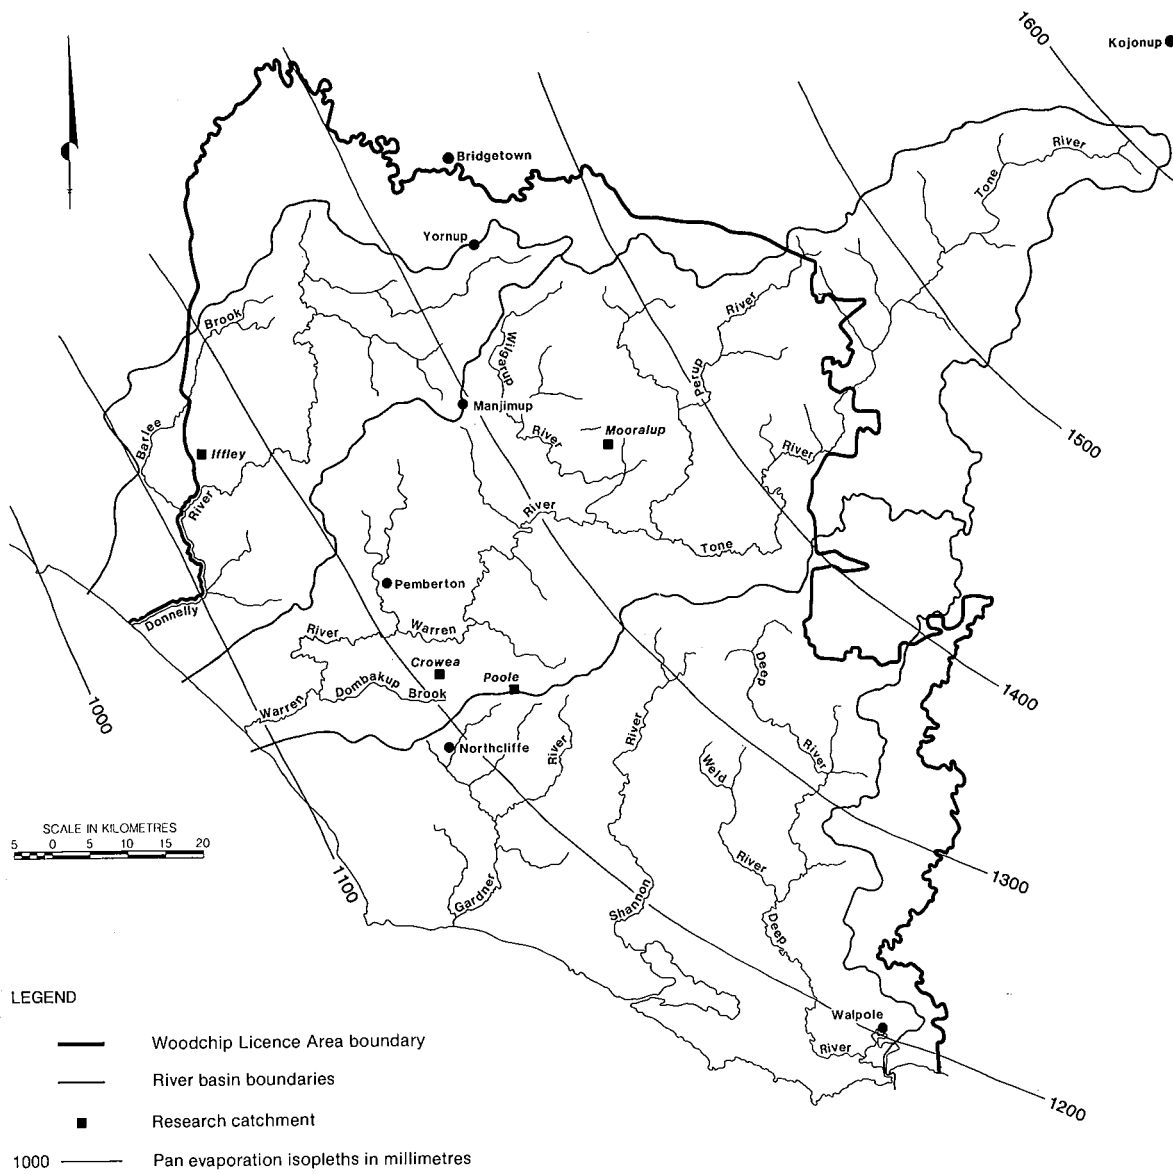 1600
Kojonup
River
Tone
Bridgetown
Yornup
River
Brook
Wilgarup
Perup
Manjimup
Barlee
Iffley
River
Mooralup
River
1500
River
River
Tone
Pemberton
Donnelly
River
Warren
Crowea
Poole
Dombakup
Brook
Warren
Deep
1400
1000
Northcliffe
River
River
River
Weld
SCALE IN KILOMETRES
5 0 5 10 15 20
1100
River
1300
Gardner
Shannon
Deep
Walpole
River
1200
LEGEND
Woodchip Licence Area boundary
River basin boundaries
Research catchment
1000 Pan evaporation isopleths in millimetres